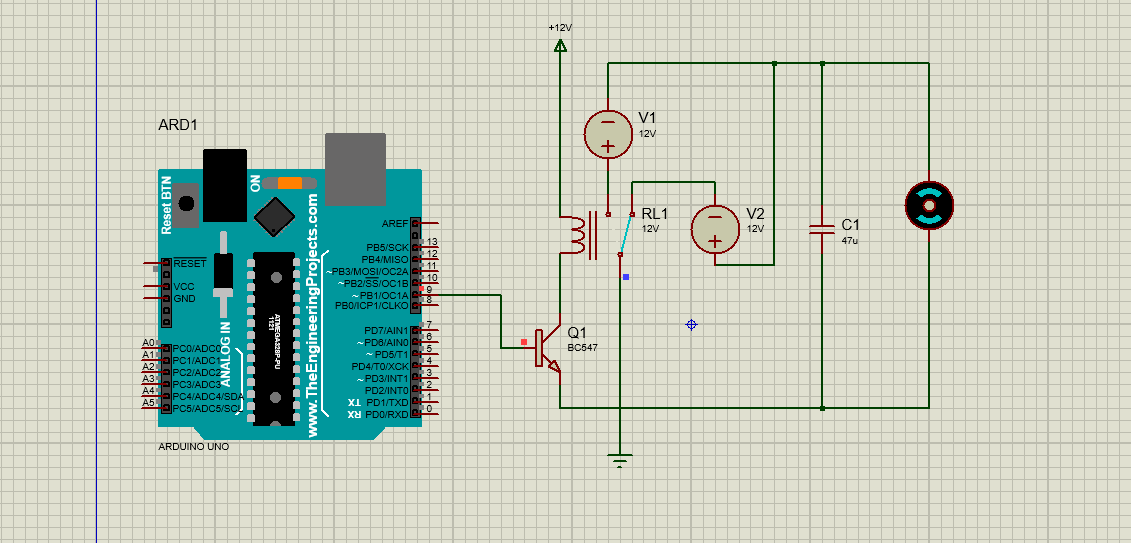 +12V
V1
12V
ARD1
Reset BTN
ON
www.TheEngineeringProjects.com
ANALOG IN
ATMEGA328P-PU
1121
RESET
VCC
GND
A0 PC0/ADC0
A1 PC1/ADC1
A2 PC2/ADC2
A3 PC3/ADC3
A4 PC4/ADC4/SDA
A5 PC5/ADC5/SCL
AREF
PB5/SCK 13
PB4/MISO 12
~PB3/MOSI/OC2A 11
~PB2/SS/OC1B 10
~PB1/OC1A 9
PB0/ICP1/CLKO 8
PD7/AIN1 7
~PD6/AIN0 6
~PD5/T1 5
PD4/T0/XCK 4
~PD3/INT1 3
PD2/INT0 2
TX PD1/TXD 1
RX PD0/RXD 0
ARDUINO UNO
RL1
12V
V2
12V
C1
47u
Q1
BC547